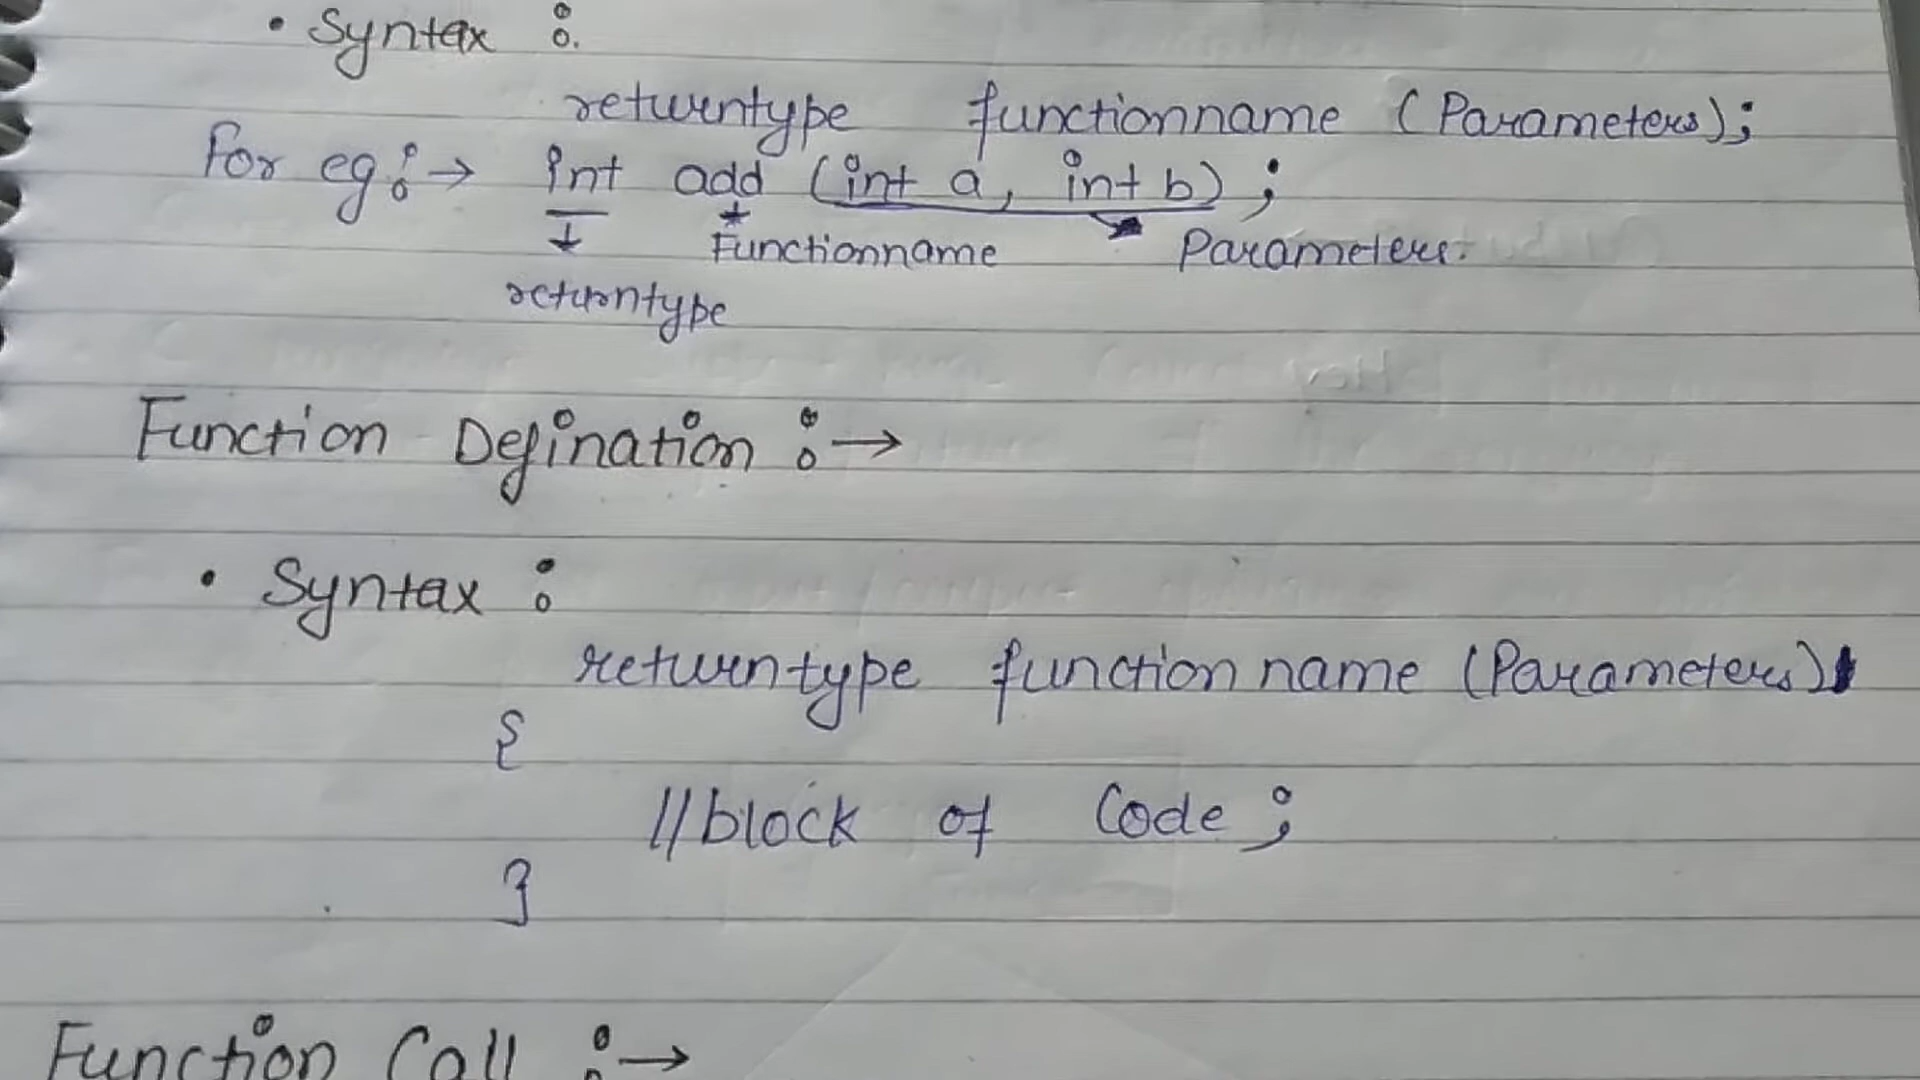 • Syntax :
returntype functionname (Parameters);
for eg :→ int add (int a, int b) ;
Functionname Parameters.
returntype
Function Defination :→
• Syntax :
returntype function name (Parameters)
{
//block of Code ;
}
Function Call :→